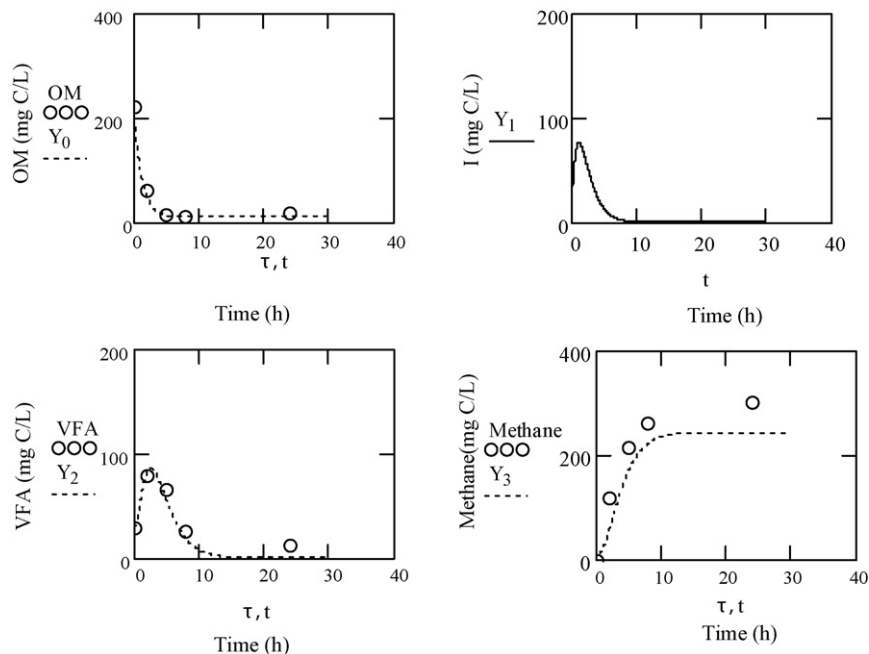 400
200
0
0 10 20 30 40
OM (mg C/L)
OM
Y0
τ, t
Time (h)
200
100
0
0 10 20 30 40
I (mg C/L)
Y1
t
Time (h)
200
100
0
0 10 20 30 40
VFA (mg C/L)
VFA
Y2
τ, t
Time (h)
400
200
0
0 10 20 30 40
Methane(mg C/L)
Methane
Y3
τ, t
Time (h)